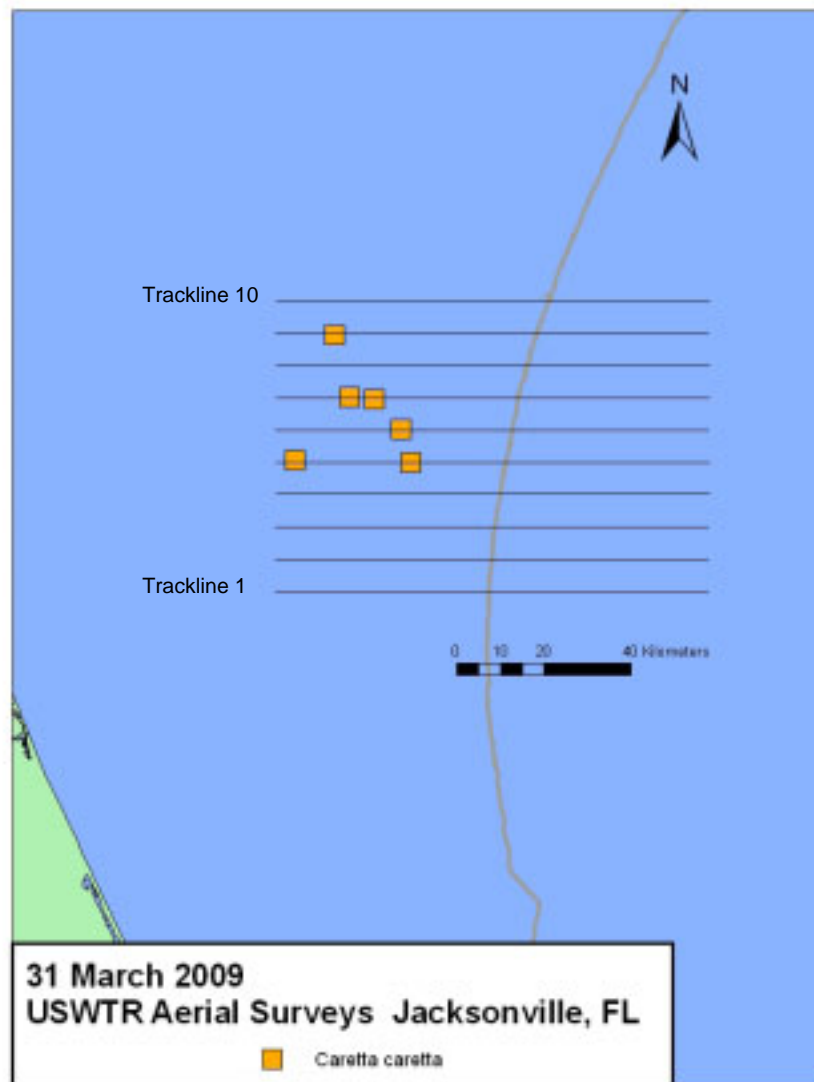 N
Trackline 10
Trackline 1
0 10 20 40 Kilometers
31 March 2009
USWTR Aerial Surveys Jacksonville, FL
Caretta caretta